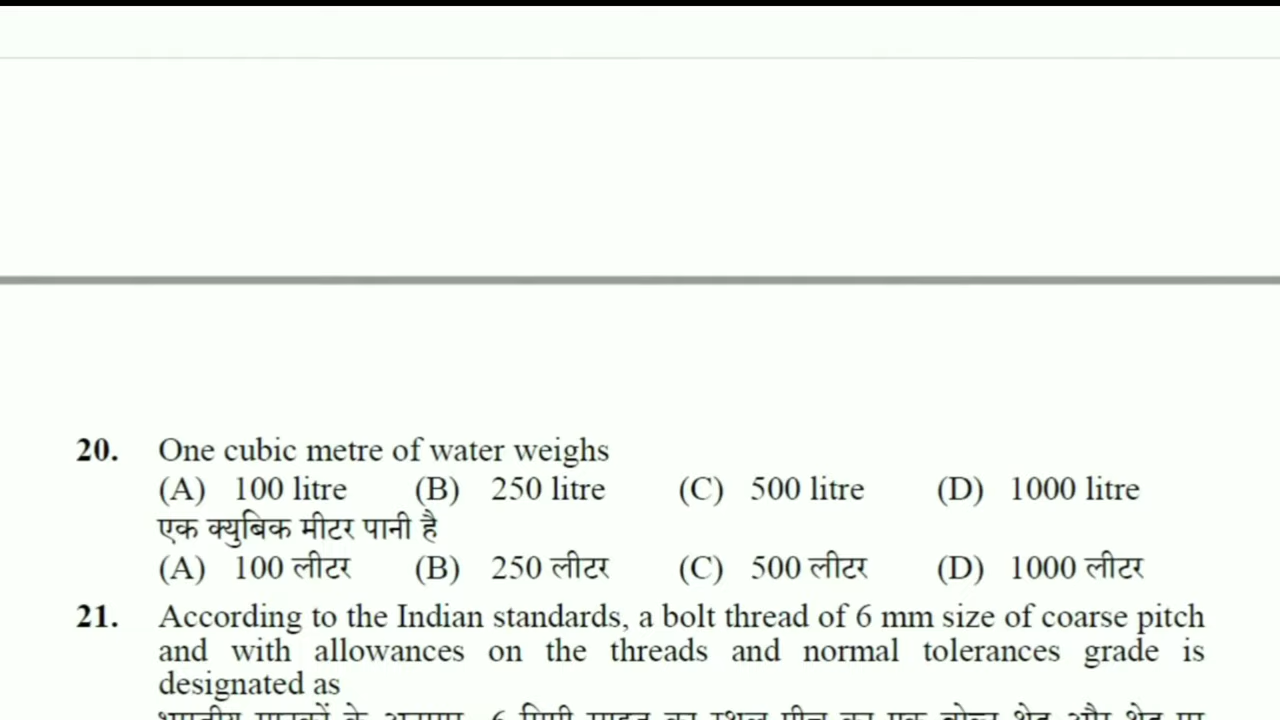 20. One cubic metre of water weighs
(A) 100 litre (B) 250 litre (C) 500 litre (D) 1000 litre
एक क्युबिक मीटर पानी है
(A) 100 लीटर (B) 250 लीटर (C) 500 लीटर (D) 1000 लीटर
21. According to the Indian standards, a bolt thread of 6 mm size of coarse pitch
and with allowances on the threads and normal tolerances grade is
designated as